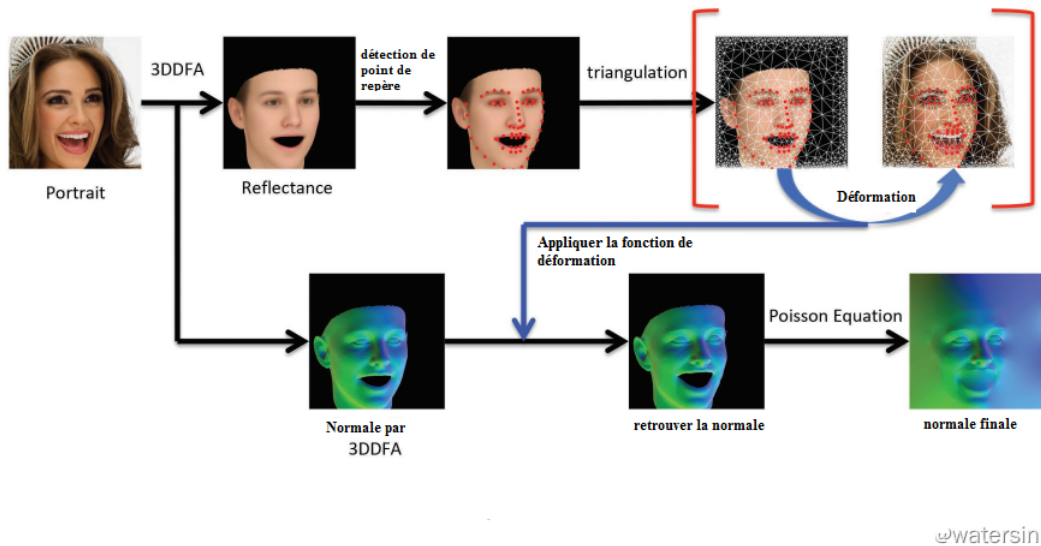 3DDFA
détection de
point de
repère
triangulation
Portrait
Reflectance
Déformation
Appliquer la fonction de
déformation
Poisson Equation
Normale par
3DDFA
retrouver la normale
normale finale
watersin